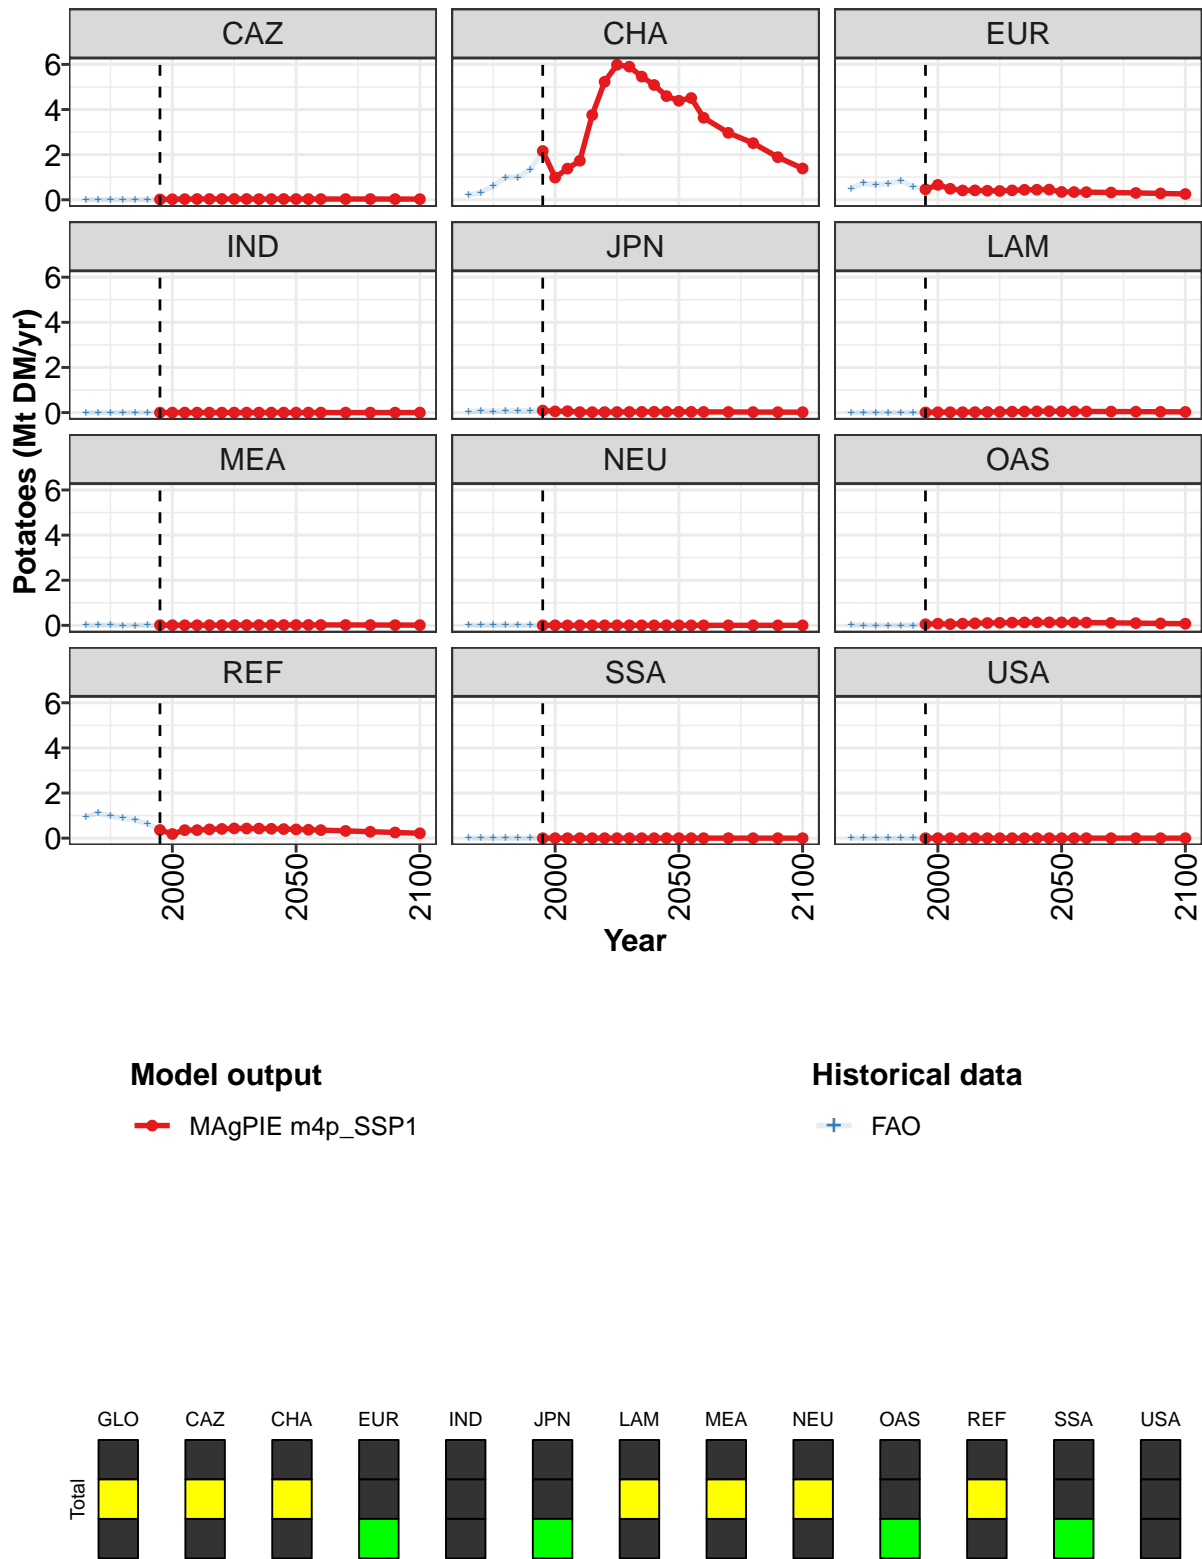 CAZ CHA EUR
6
4
2
0
IND JPN LAM
6
4
2
0
MEA NEU OAS
6
4
2
0
REF SSA USA
6
4
2
0
Potatoes (Mt DM/yr)
2000 2050 2100 2000 2050 2100 2000 2050 2100
Year
Model output Historical data
MAgPIE m4p_SSP1 FAO
GLO CAZ CHA EUR IND JPN LAM MEA NEU OAS REF SSA USA
Total